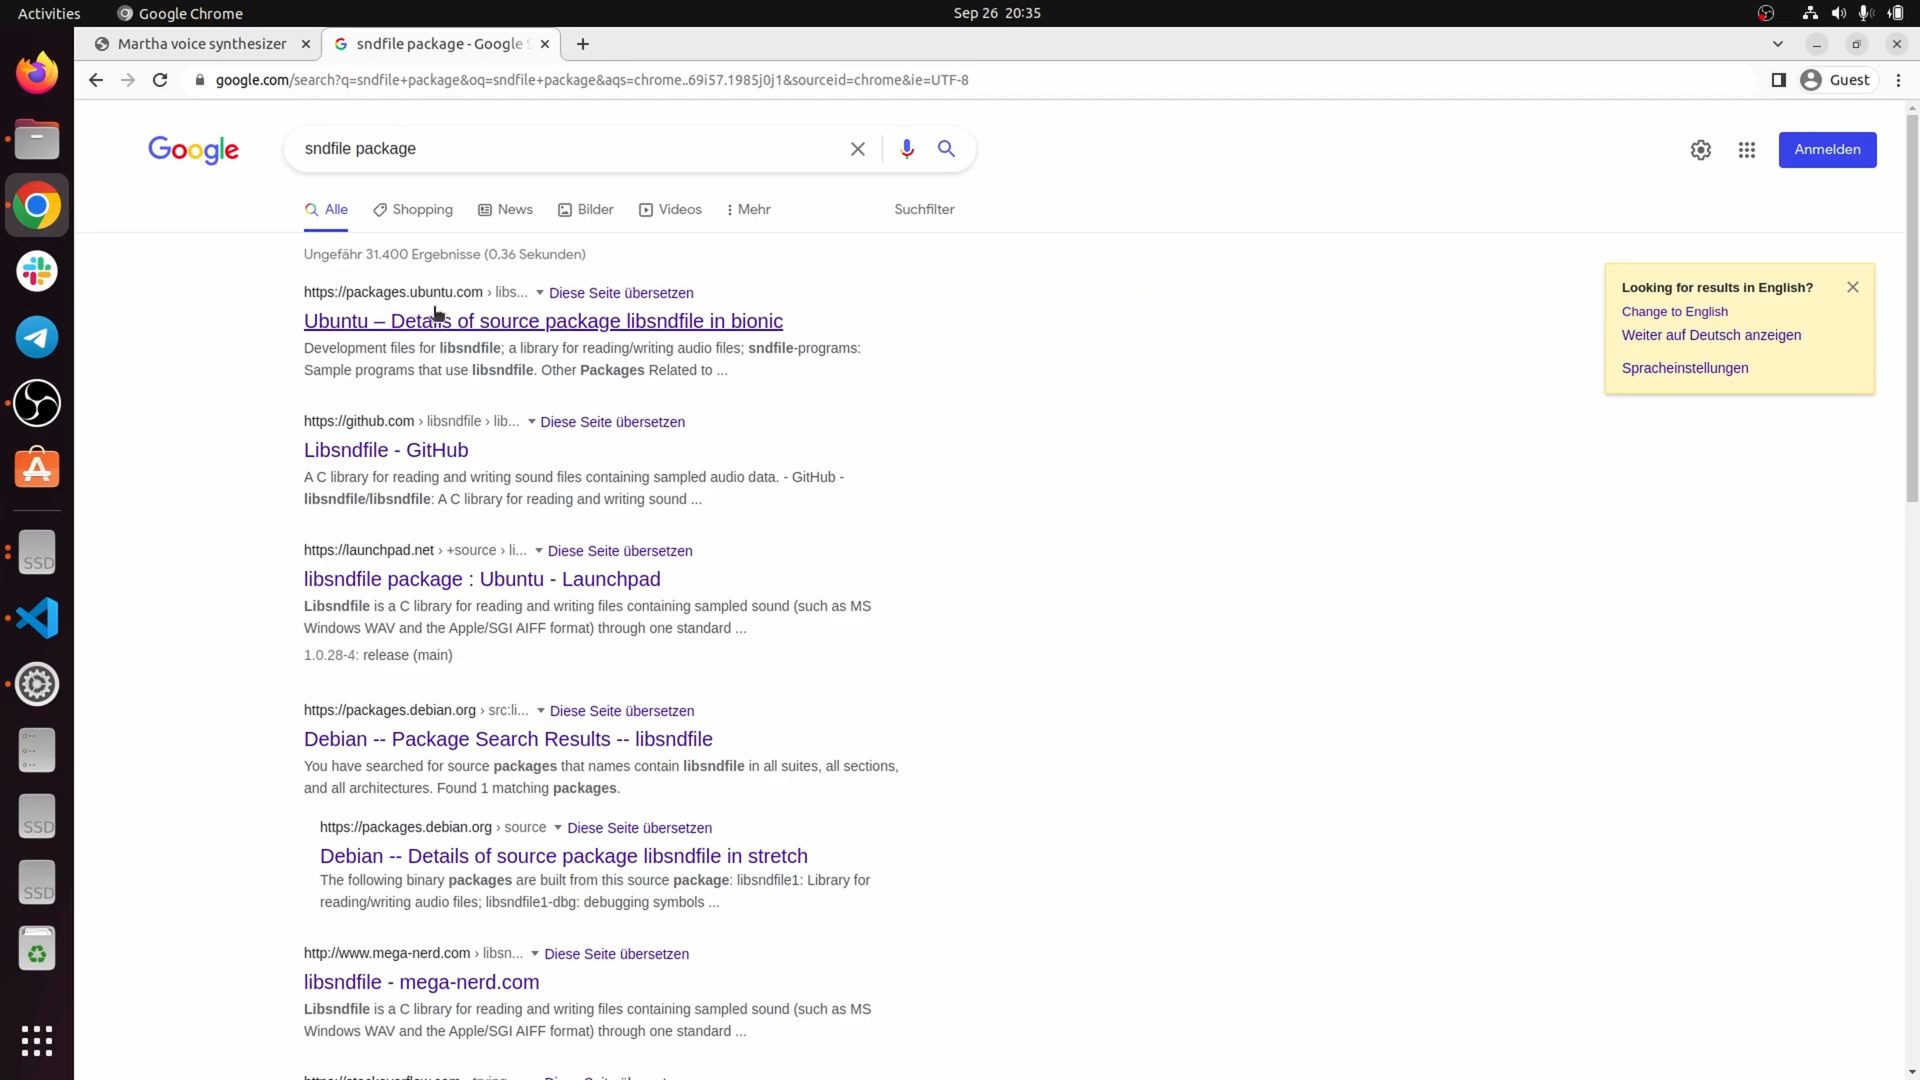 Activities
Google Chrome
Sep 26 20:35
Martha voice synthesizer
sndfile package - Google
google.com/search?q=sndfile+package&oq=sndfile+package&aqs=chrome..69i57.1985j0j1&sourceid=chrome&ie=UTF-8
Guest
Google
sndfile package
Anmelden
Alle
Shopping
News
Bilder
Videos
Mehr
Suchfilter
Ungefähr 31.400 Ergebnisse (0,36 Sekunden)
https://packages.ubuntu.com › libs... Diese Seite übersetzen
Ubuntu – Details of source package libsndfile in bionic
Development files for libsndfile; a library for reading/writing audio files; sndfile-programs:
Sample programs that use libsndfile. Other Packages Related to ...
Looking for results in English?
Change to English
Weiter auf Deutsch anzeigen
Spracheinstellungen
https://github.com › libsndfile › lib... Diese Seite übersetzen
Libsndfile - GitHub
A C library for reading and writing sound files containing sampled audio data. - GitHub -
libsndfile/libsndfile: A C library for reading and writing sound ...
https://launchpad.net › +source › li... Diese Seite übersetzen
libsndfile package : Ubuntu - Launchpad
Libsndfile is a C library for reading and writing files containing sampled sound (such as MS
Windows WAV and the Apple/SGI AIFF format) through one standard ...
1.0.28-4: release (main)
https://packages.debian.org › src:li... Diese Seite übersetzen
Debian -- Package Search Results -- libsndfile
You have searched for source packages that names contain libsndfile in all suites, all sections,
and all architectures. Found 1 matching packages.
https://packages.debian.org › source Diese Seite übersetzen
Debian -- Details of source package libsndfile in stretch
The following binary packages are built from this source package: libsndfile1: Library for
reading/writing audio files; libsndfile1-dbg: debugging symbols ...
http://www.mega-nerd.com › libsn... Diese Seite übersetzen
libsndfile - mega-nerd.com
Libsndfile is a C library for reading and writing files containing sampled sound (such as MS
Windows WAV and the Apple/SGI AIFF format) through one standard ...
SSD
SSD
SSD